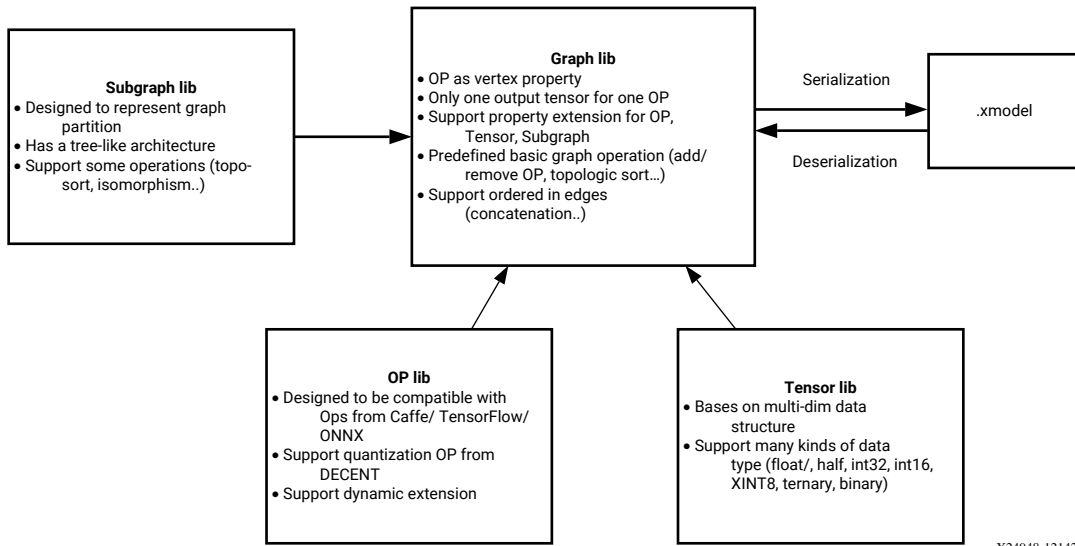 Subgraph lib
• Designed to represent graph
partition
• Has a tree-like architecture
• Support some operations (topo-
sort, isomorphism..)
Graph lib
• OP as vertex property
• Only one output tensor for one OP
• Support property extension for OP,
Tensor, Subgraph
• Predefined basic graph operation (add/
remove OP, topologic sort…)
• Support ordered in edges
(concatenation..)
Serialization
Deserialization
.xmodel
OP lib
• Designed to be compatible with
Ops from Caffe/ TensorFlow/
ONNX
• Support quantization OP from
DECENT
• Support dynamic extension
Tensor lib
• Bases on multi-dim data
structure
• Support many kinds of data
type (float/, half, int32, int16,
XINT8, ternary, binary)